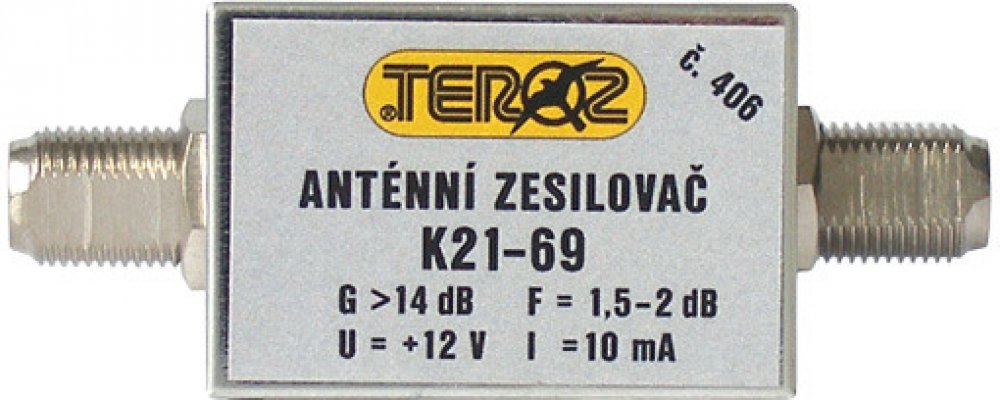 ®TEROZ
č. 406
ANTÉNNÍ ZESILOVAČ
K21-69
G >14 dB F = 1,5-2 dB
U = +12 V I =10 mA